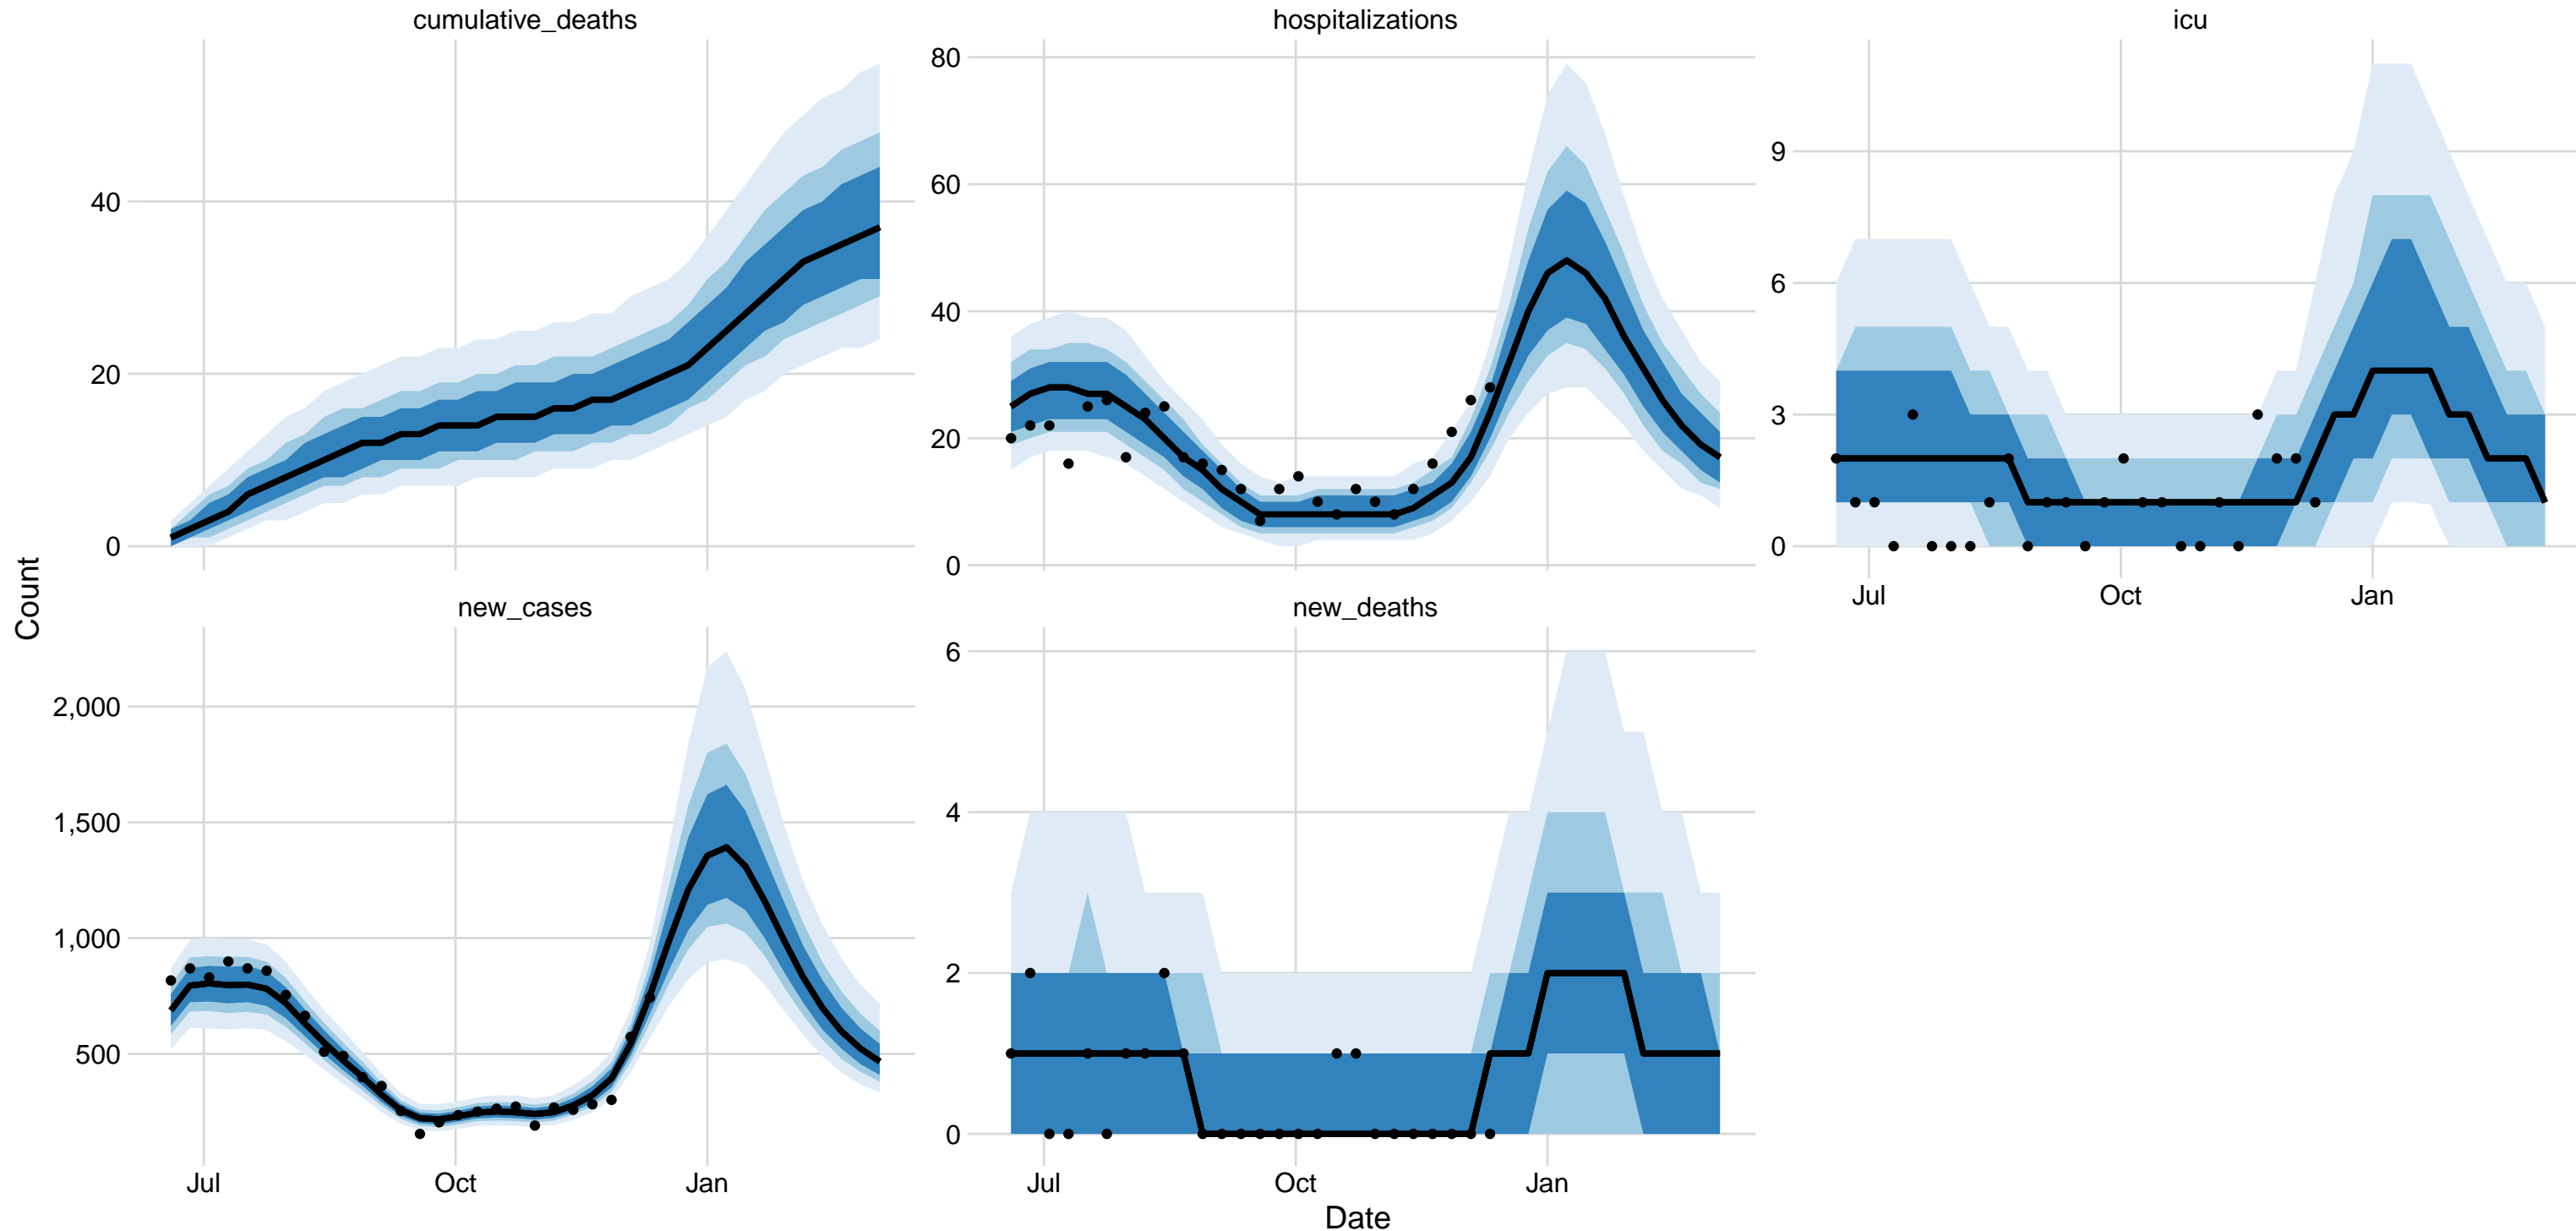 cumulative_deaths
hospitalizations
icu
40
20
0
80
60
40
20
0
9
6
3
0
Jul Oct Jan
Count
new_cases
new_deaths
2,000
1,500
1,000
500
6
4
2
0
Jul Oct Jan
Jul Oct Jan
Date